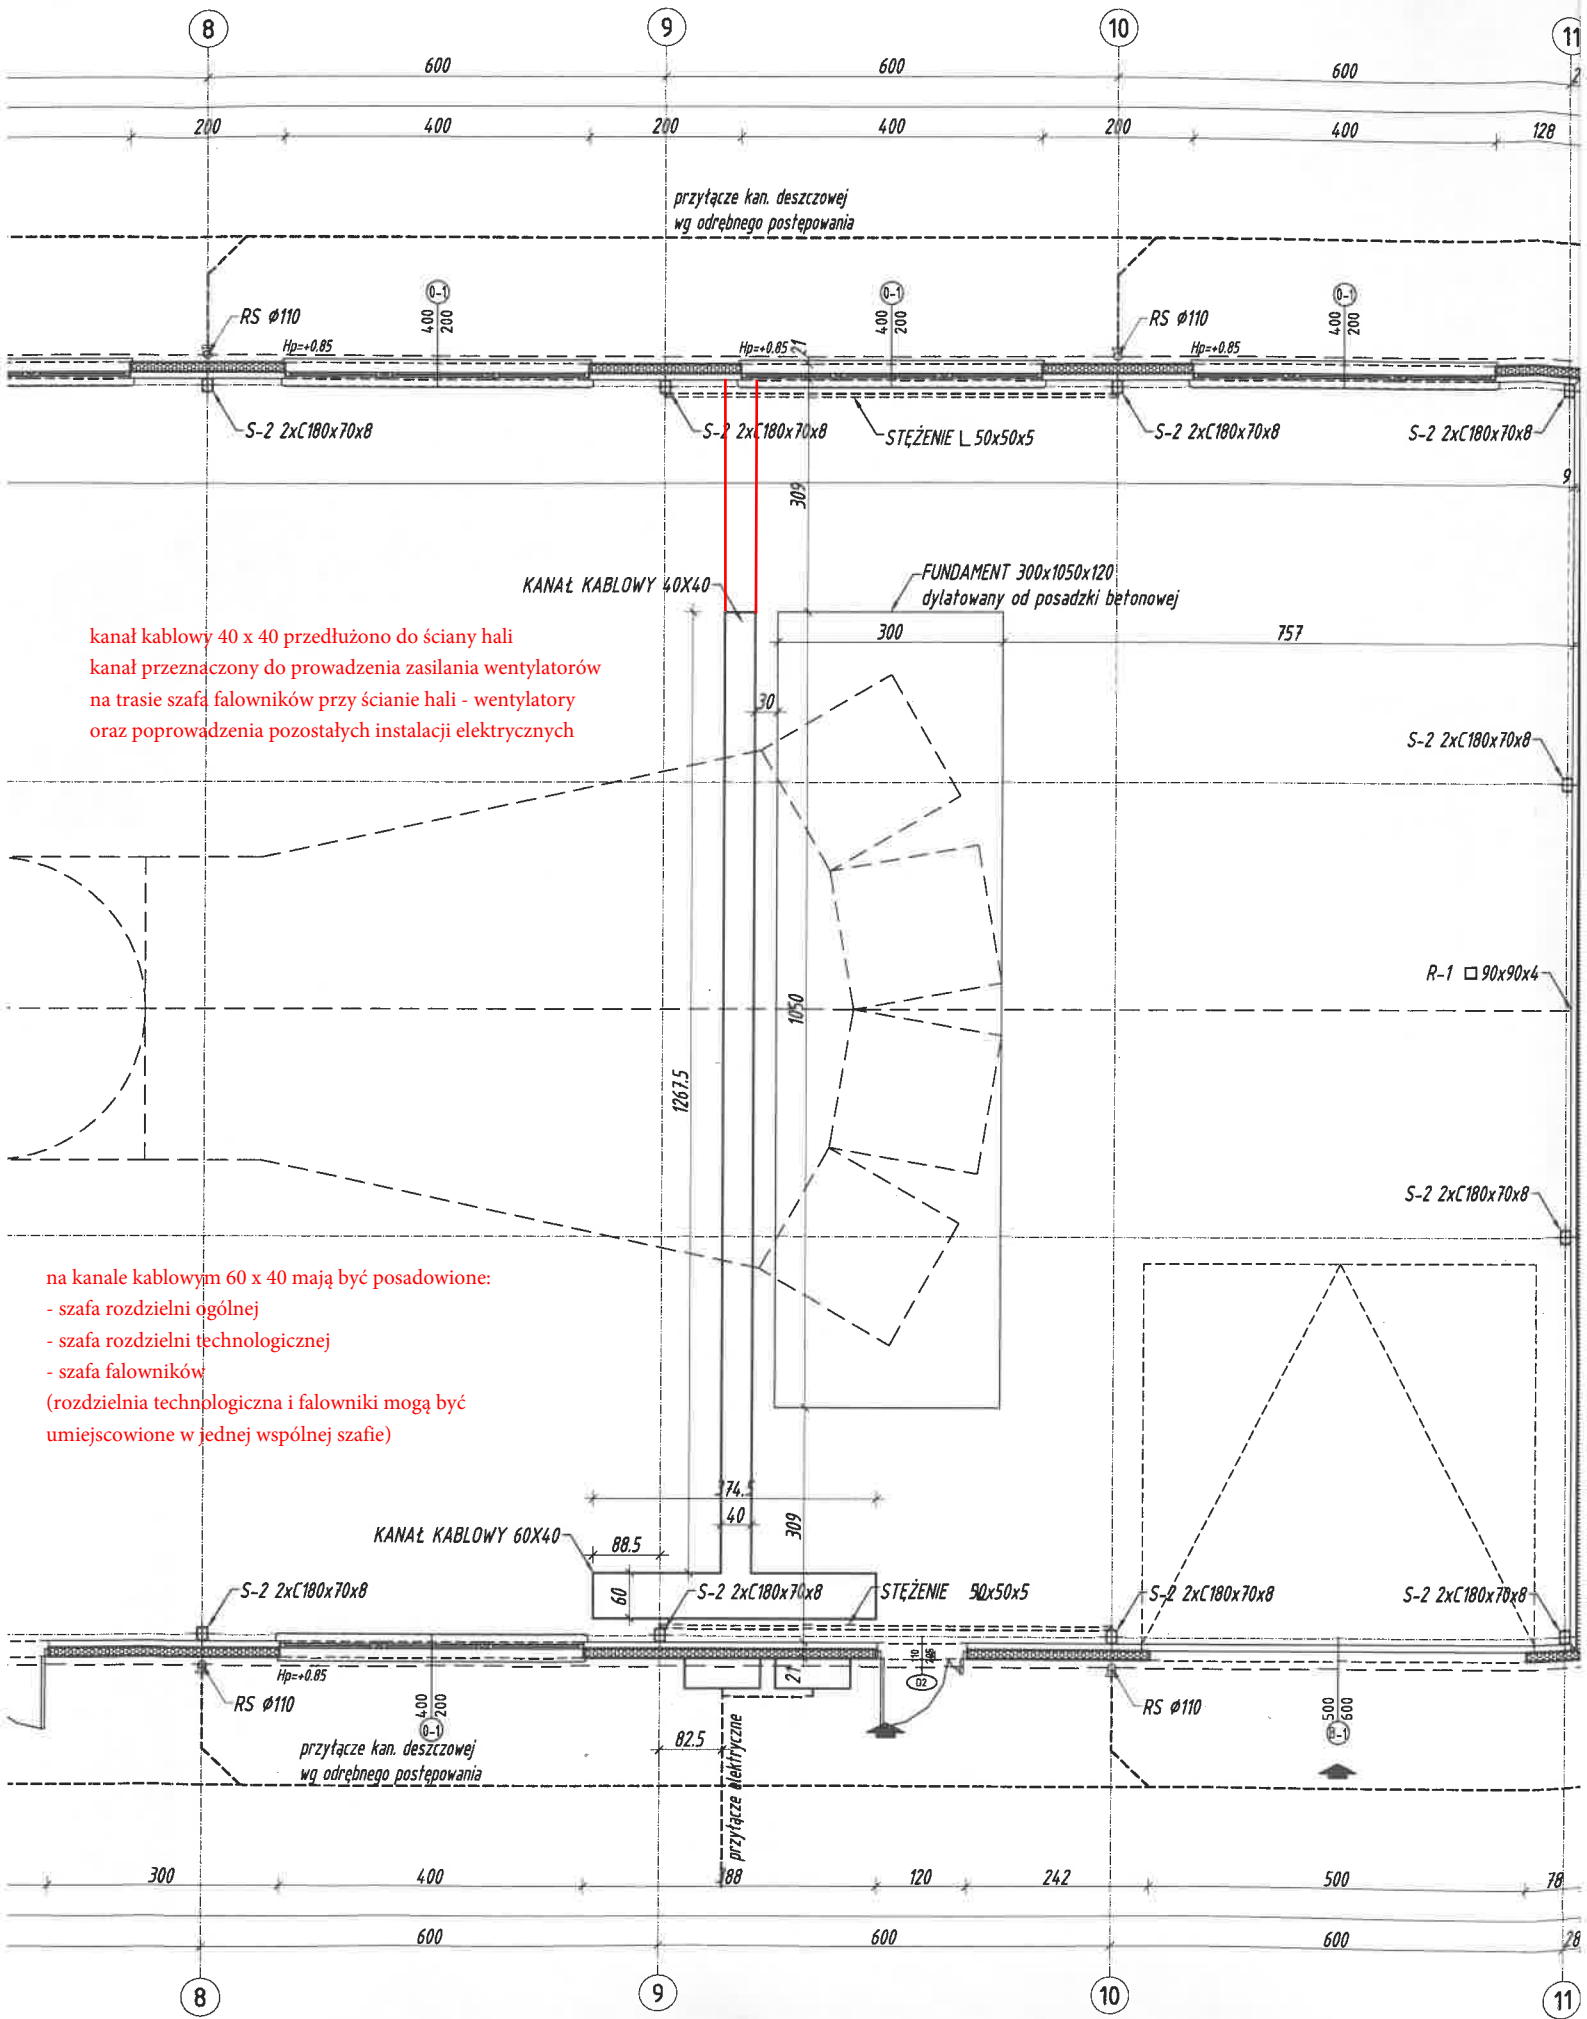 8 9 10 11
600 600 600 2
200 400 200 400 200 400 128
przyłącze kan. deszczowej
wg odrębnego postępowania
0-1 0-1 0-1
400 200 400 200 400 200
RS Ø110 RS Ø110
Hp=+0.85 Hp=+0.85 21 Hp=+0.85
S-2 2xC180x70x8 S-2 2xC180x70x8 STĘŻENIE L 50x50x5 S-2 2xC180x70x8 S-2 2xC180x70x8
9
309
KANAŁ KABLOWY 40X40
FUNDAMENT 300x1050x120
dylatowany od posadzki betonowej
300 757
kanał kablowy 40 x 40 przedłużono do ściany hali
kanał przeznaczony do prowadzenia zasilania wentylatorów
na trasie szafa falowników przy ścianie hali - wentylatory
oraz poprowadzenia pozostałych instalacji elektrycznych
30
S-2 2xC180x70x8
R-1 □ 90x90x4
1050
1267.5
S-2 2xC180x70x8
na kanale kablowym 60 x 40 mają być posadowione:
- szafa rozdzielni ogólnej
- szafa rozdzielni technologicznej
- szafa falowników
(rozdzielnia technologiczna i falowniki mogą być
umiejscowione w jednej wspólnej szafie)
374.5
40
309
KANAŁ KABLOWY 60X40
88.5
60
S-2 2xC180x70x8 S-2 2xC180x70x8 STĘŻENIE 50x50x5 S-2 2xC180x70x8 S-2 2xC180x70x8
Hp=+0.85
21
D2
RS Ø110 RS Ø110
400 200 500 600
0-1 B-1
82.5
przyłącze kan. deszczowej
wg odrębnego postępowania
przyłącze elektryczne
300 400 388 120 242 500 78
600 600 600 28
8 9 10 11